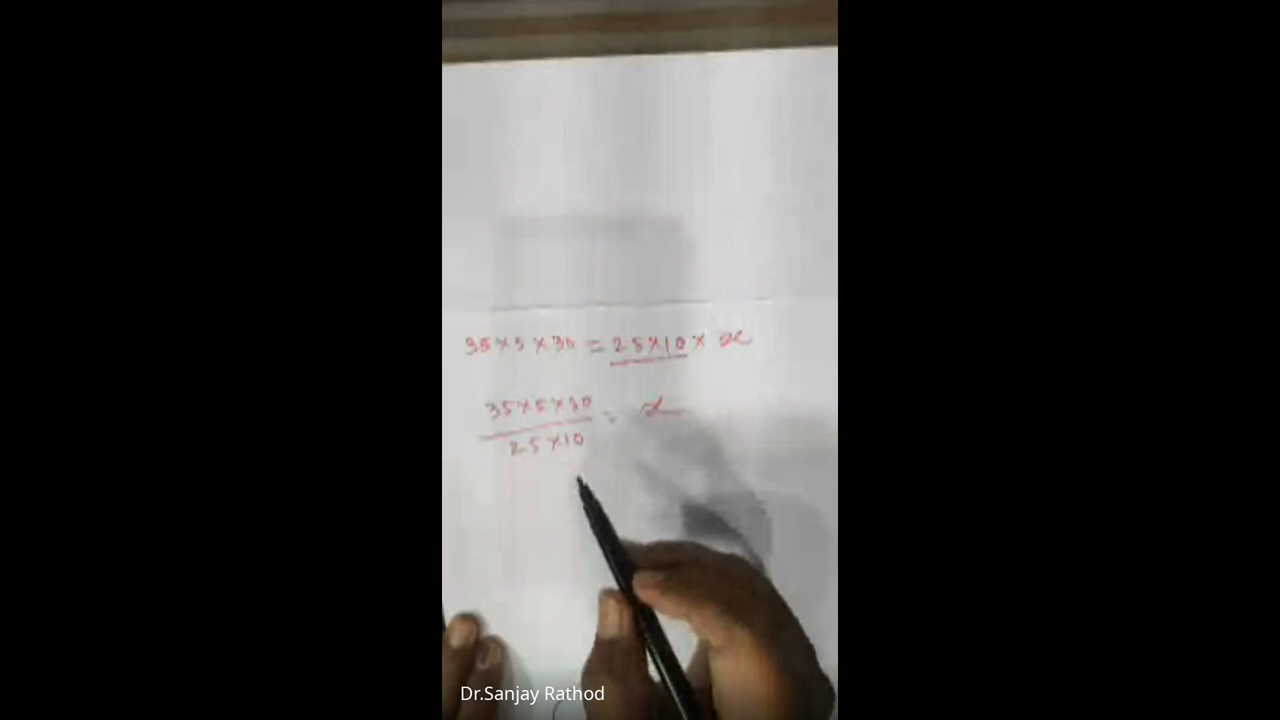 35×5×30 = 25×10× x
35×5×30 / 25×10 = x
Dr.Sanjay Rathod